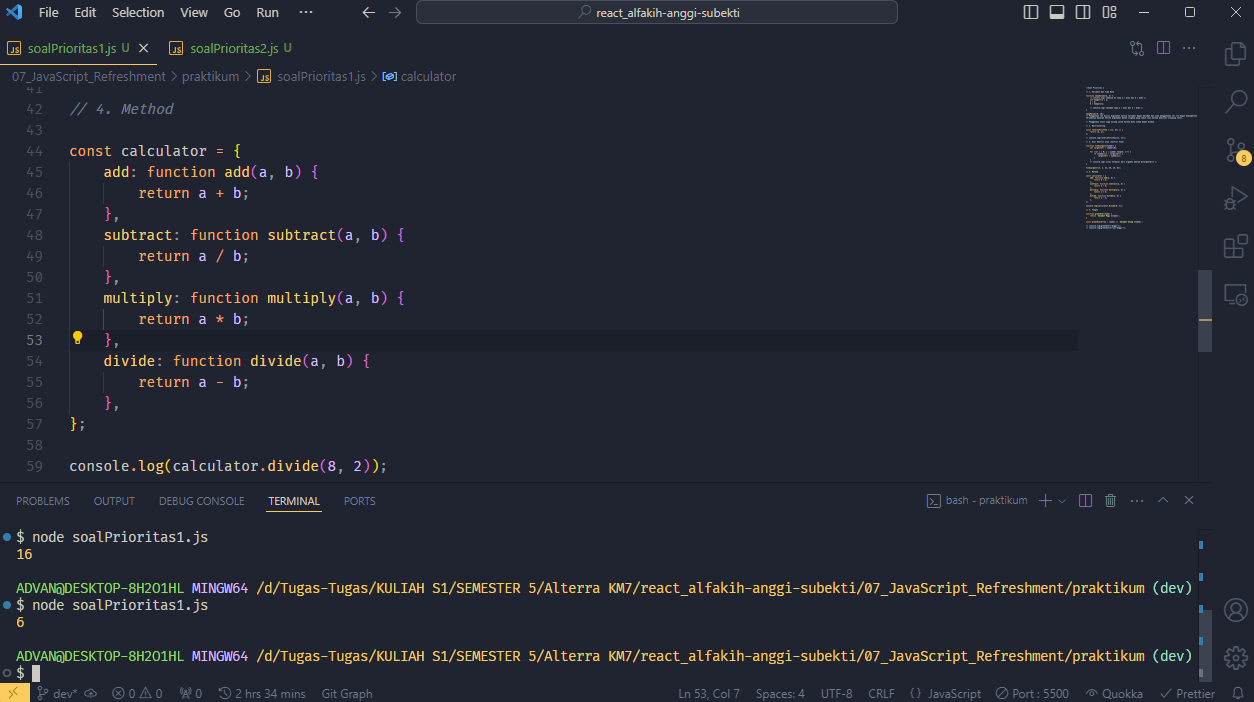 File Edit Selection View Go Run ··· react_alfakih-anggi-subekti
JS soalPrioritas1.js U JS soalPrioritas2.js U
07_JavaScript_Refreshment > praktikum > JS soalPrioritas1.js > calculator
41
42 // 4. Method
43
44 const calculator = {
45 add: function add(a, b) {
46 return a + b;
47 },
48 subtract: function subtract(a, b) {
49 return a / b;
50 },
51 multiply: function multiply(a, b) {
52 return a * b;
53 },
54 divide: function divide(a, b) {
55 return a - b;
56 },
57 };
58
59 console.log(calculator.divide(8, 2));
8
PROBLEMS OUTPUT DEBUG CONSOLE TERMINAL PORTS bash - praktikum
$ node soalPrioritas1.js
16
ADVAN@DESKTOP-8H2O1HL MINGW64 /d/Tugas-Tugas/KULIAH S1/SEMESTER 5/Alterra KM7/react_alfakih-anggi-subekti/07_JavaScript_Refreshment/praktikum (dev)
$ node soalPrioritas1.js
6
ADVAN@DESKTOP-8H2O1HL MINGW64 /d/Tugas-Tugas/KULIAH S1/SEMESTER 5/Alterra KM7/react_alfakih-anggi-subekti/07_JavaScript_Refreshment/praktikum (dev)
$
dev* 0 0 0 2 hrs 34 mins Git Graph Ln 53, Col 7 Spaces: 4 UTF-8 CRLF {} JavaScript Port : 5500 Quokka Prettier